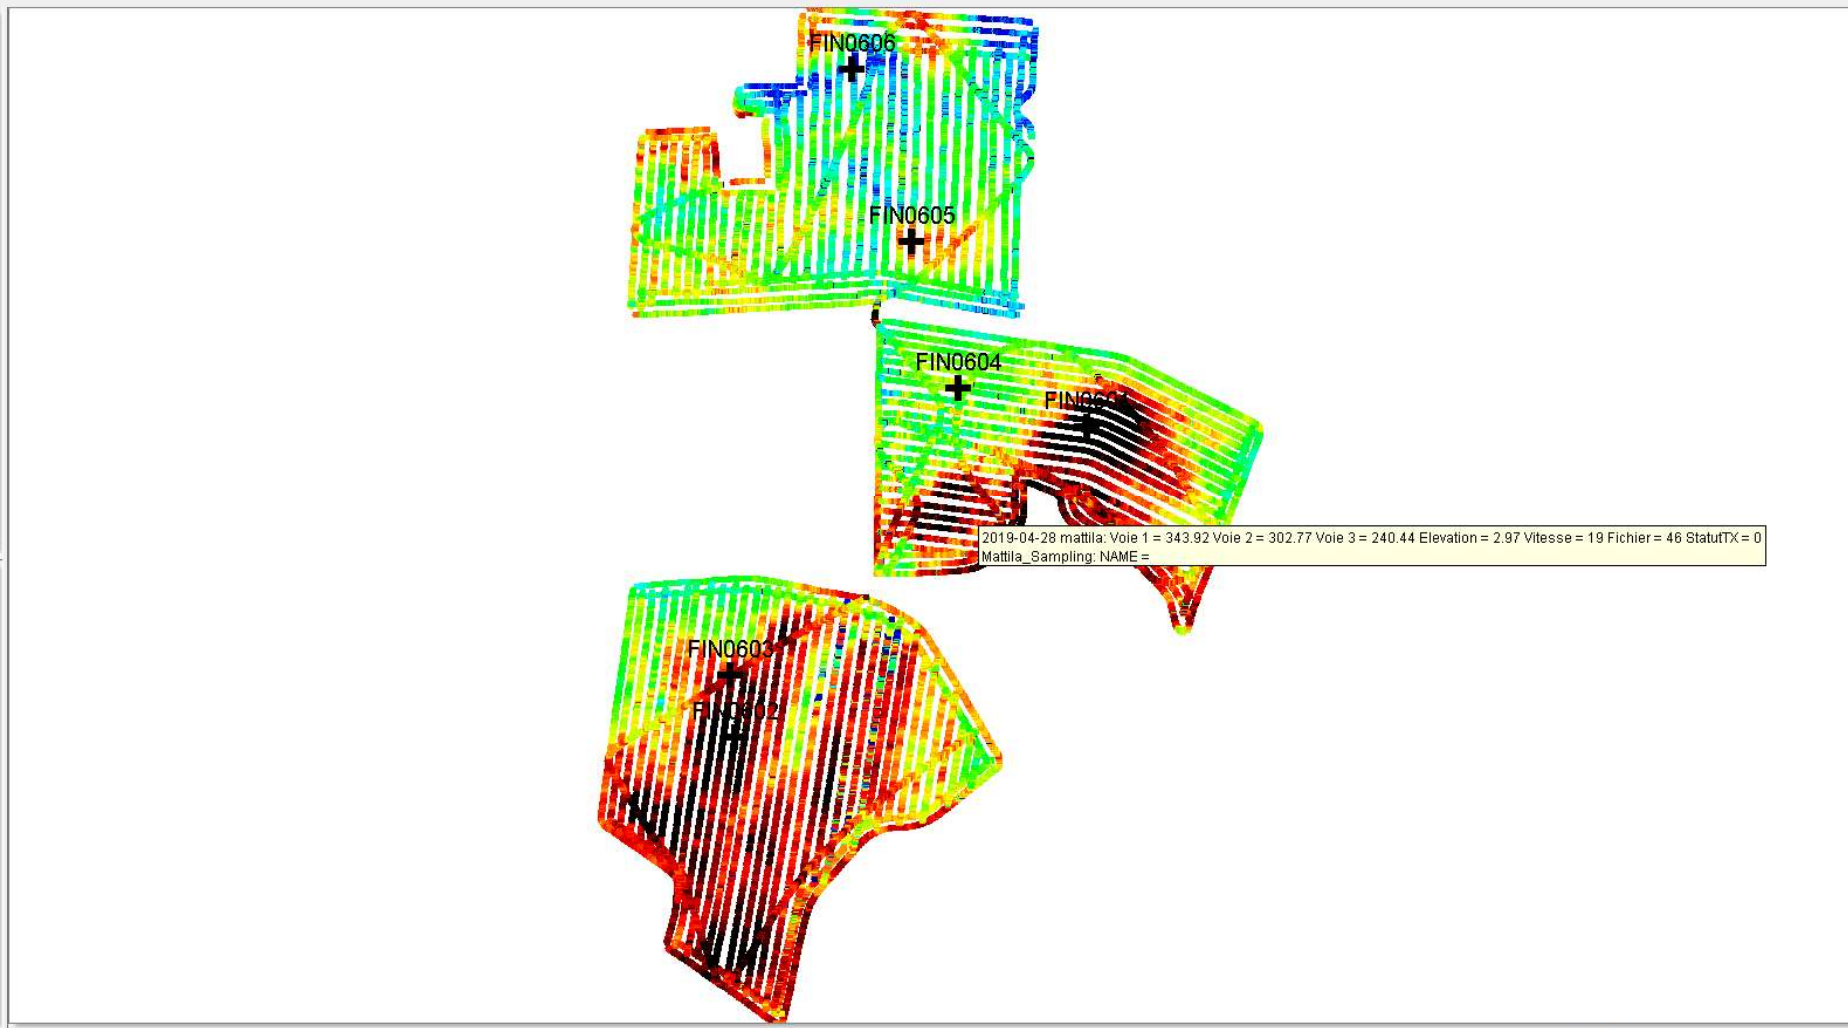 FIN0606
FIN0605
FIN0604
2019-04-28 mattila: Voie 1 = 343.92 Voie 2 = 302.77 Voie 3 = 240.44 Elevation = 2.97 Vitesse = 19 Fichier = 46 StatutTX = 0
Mattila_Sampling: NAME =
FIN0603
FIN0602